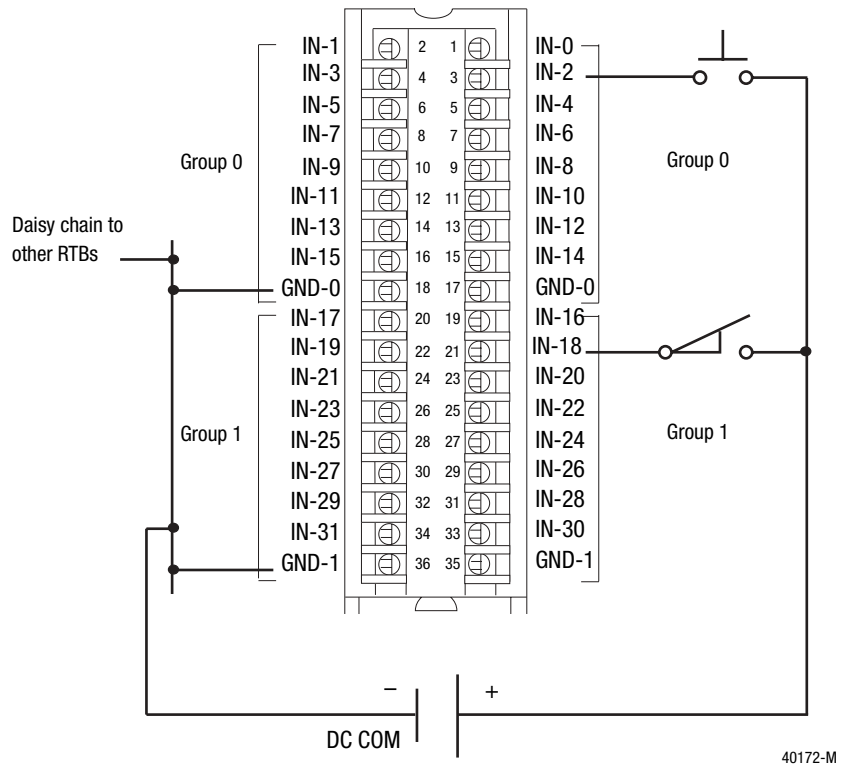 IN-1 2 1 IN-0
IN-3 4 3 IN-2
IN-5 6 5 IN-4
IN-7 8 7 IN-6
Group 0 IN-9 10 9 IN-8 Group 0
IN-11 12 11 IN-10
Daisy chain to IN-13 14 13 IN-12
other RTBs IN-15 16 15 IN-14
GND-0 18 17 GND-0
IN-17 20 19 IN-16
IN-19 22 21 IN-18
IN-21 24 23 IN-20
IN-23 26 25 IN-22
Group 1 IN-25 28 27 IN-24 Group 1
IN-27 30 29 IN-26
IN-29 32 31 IN-28
IN-31 34 33 IN-30
GND-1 36 35 GND-1
– +
DC COM
40172-M